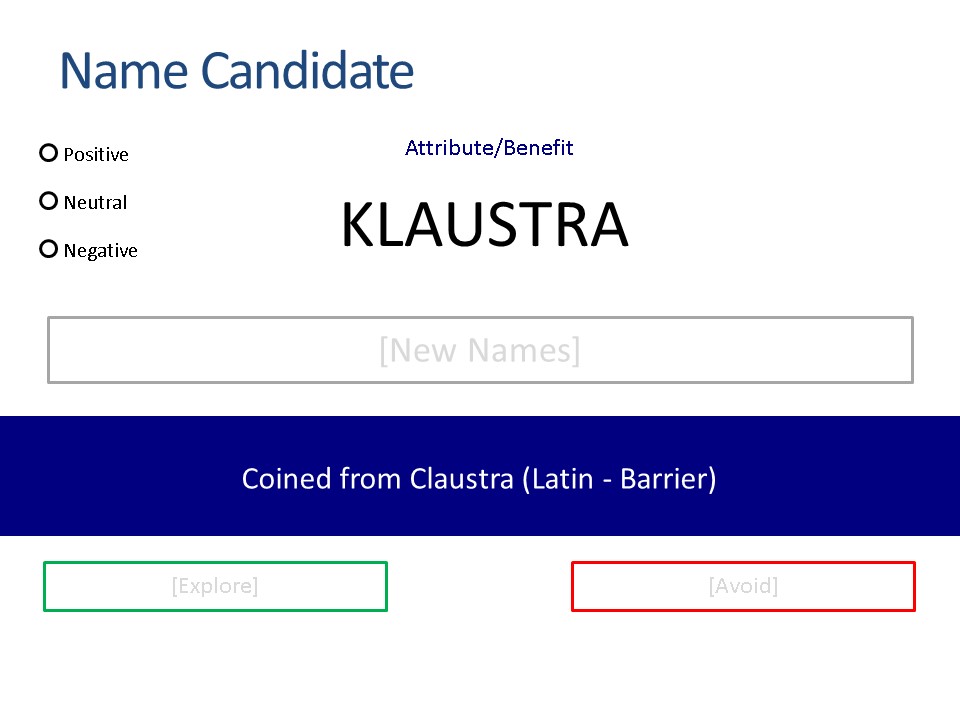 Name Candidate
Positive
Neutral
Negative
Attribute/Benefit
KLAUSTRA
[New Names]
Coined from Claustra (Latin - Barrier)
[Explore]
[Avoid]